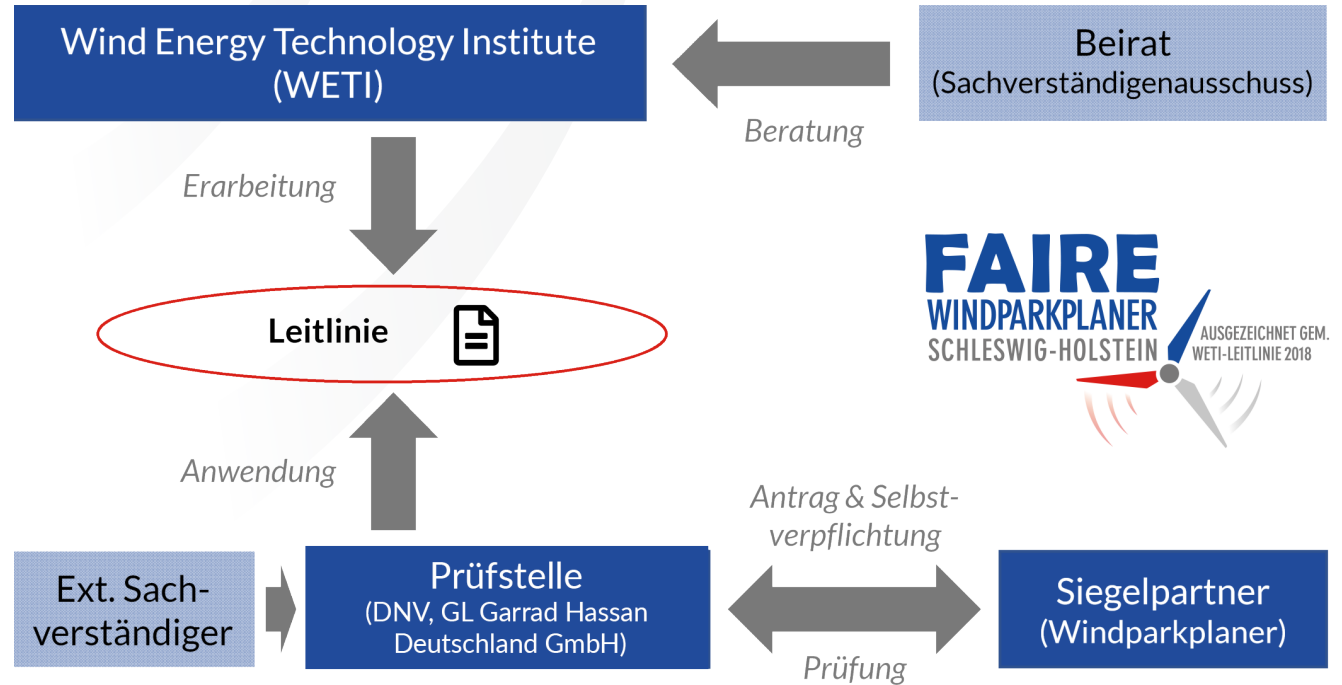 Wind Energy Technology Institute
(WETI)
Beirat
(Sachverständigenausschuss)
Beratung
Erarbeitung
FAIRE
WINDPARKPLANER
SCHLESWIG-HOLSTEIN
AUSGEZEICHNET GEM.
WETI-LEITLINIE 2018
Leitlinie
Anwendung
Antrag & Selbst-
verpflichtung
Ext. Sach-
verständiger
Prüfstelle
(DNV, GL Garrad Hassan
Deutschland GmbH)
Siegelpartner
(Windparkplaner)
Prüfung